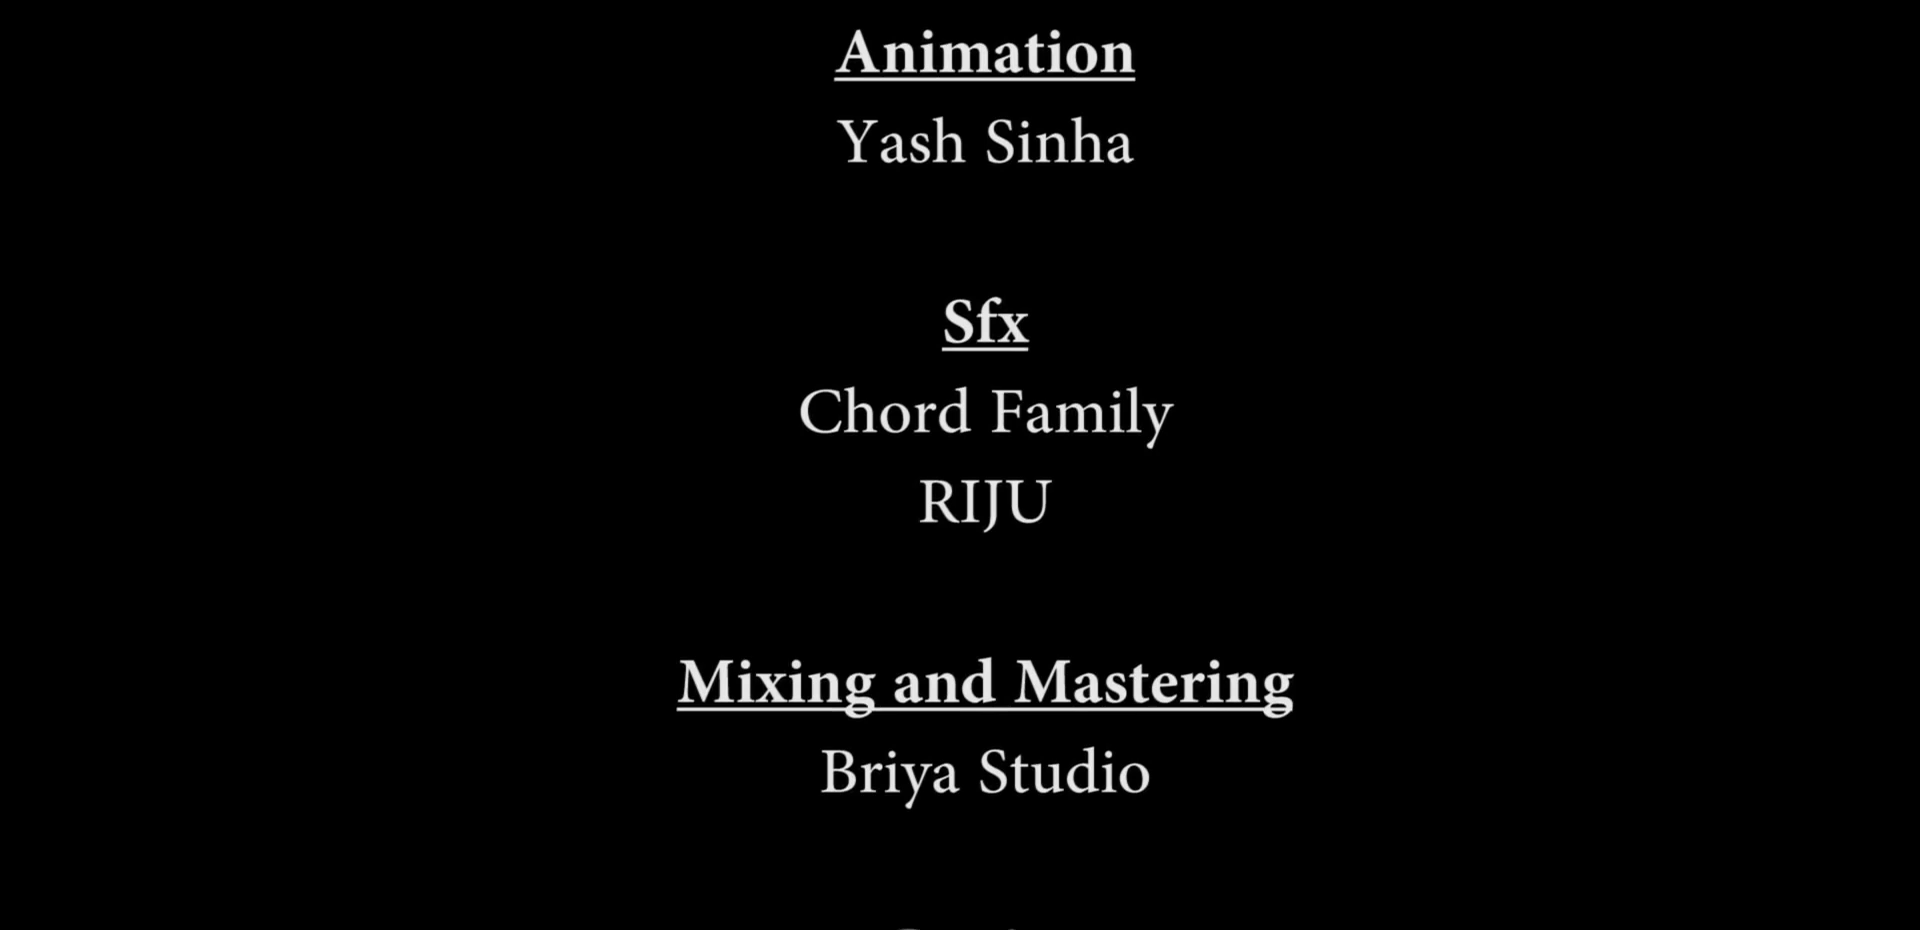 Animation
Yash Sinha
Sfx
Chord Family
RIJU
Mixing and Mastering
Briya Studio